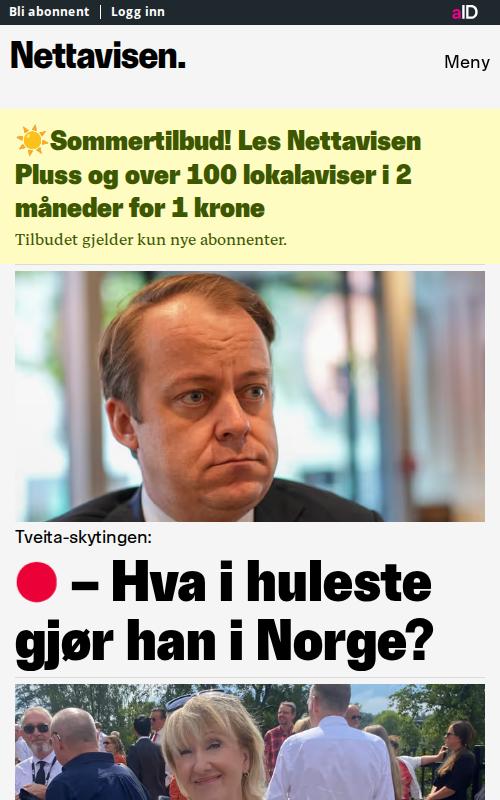 Bli abonnent
Logg inn
aID
Nettavisen.
Meny
☀️Sommertilbud! Les Nettavisen
Pluss og over 100 lokalaviser i 2
måneder for 1 krone
Tilbudet gjelder kun nye abonnenter.
Tveita-skytingen:
– Hva i huleste
gjør han i Norge?